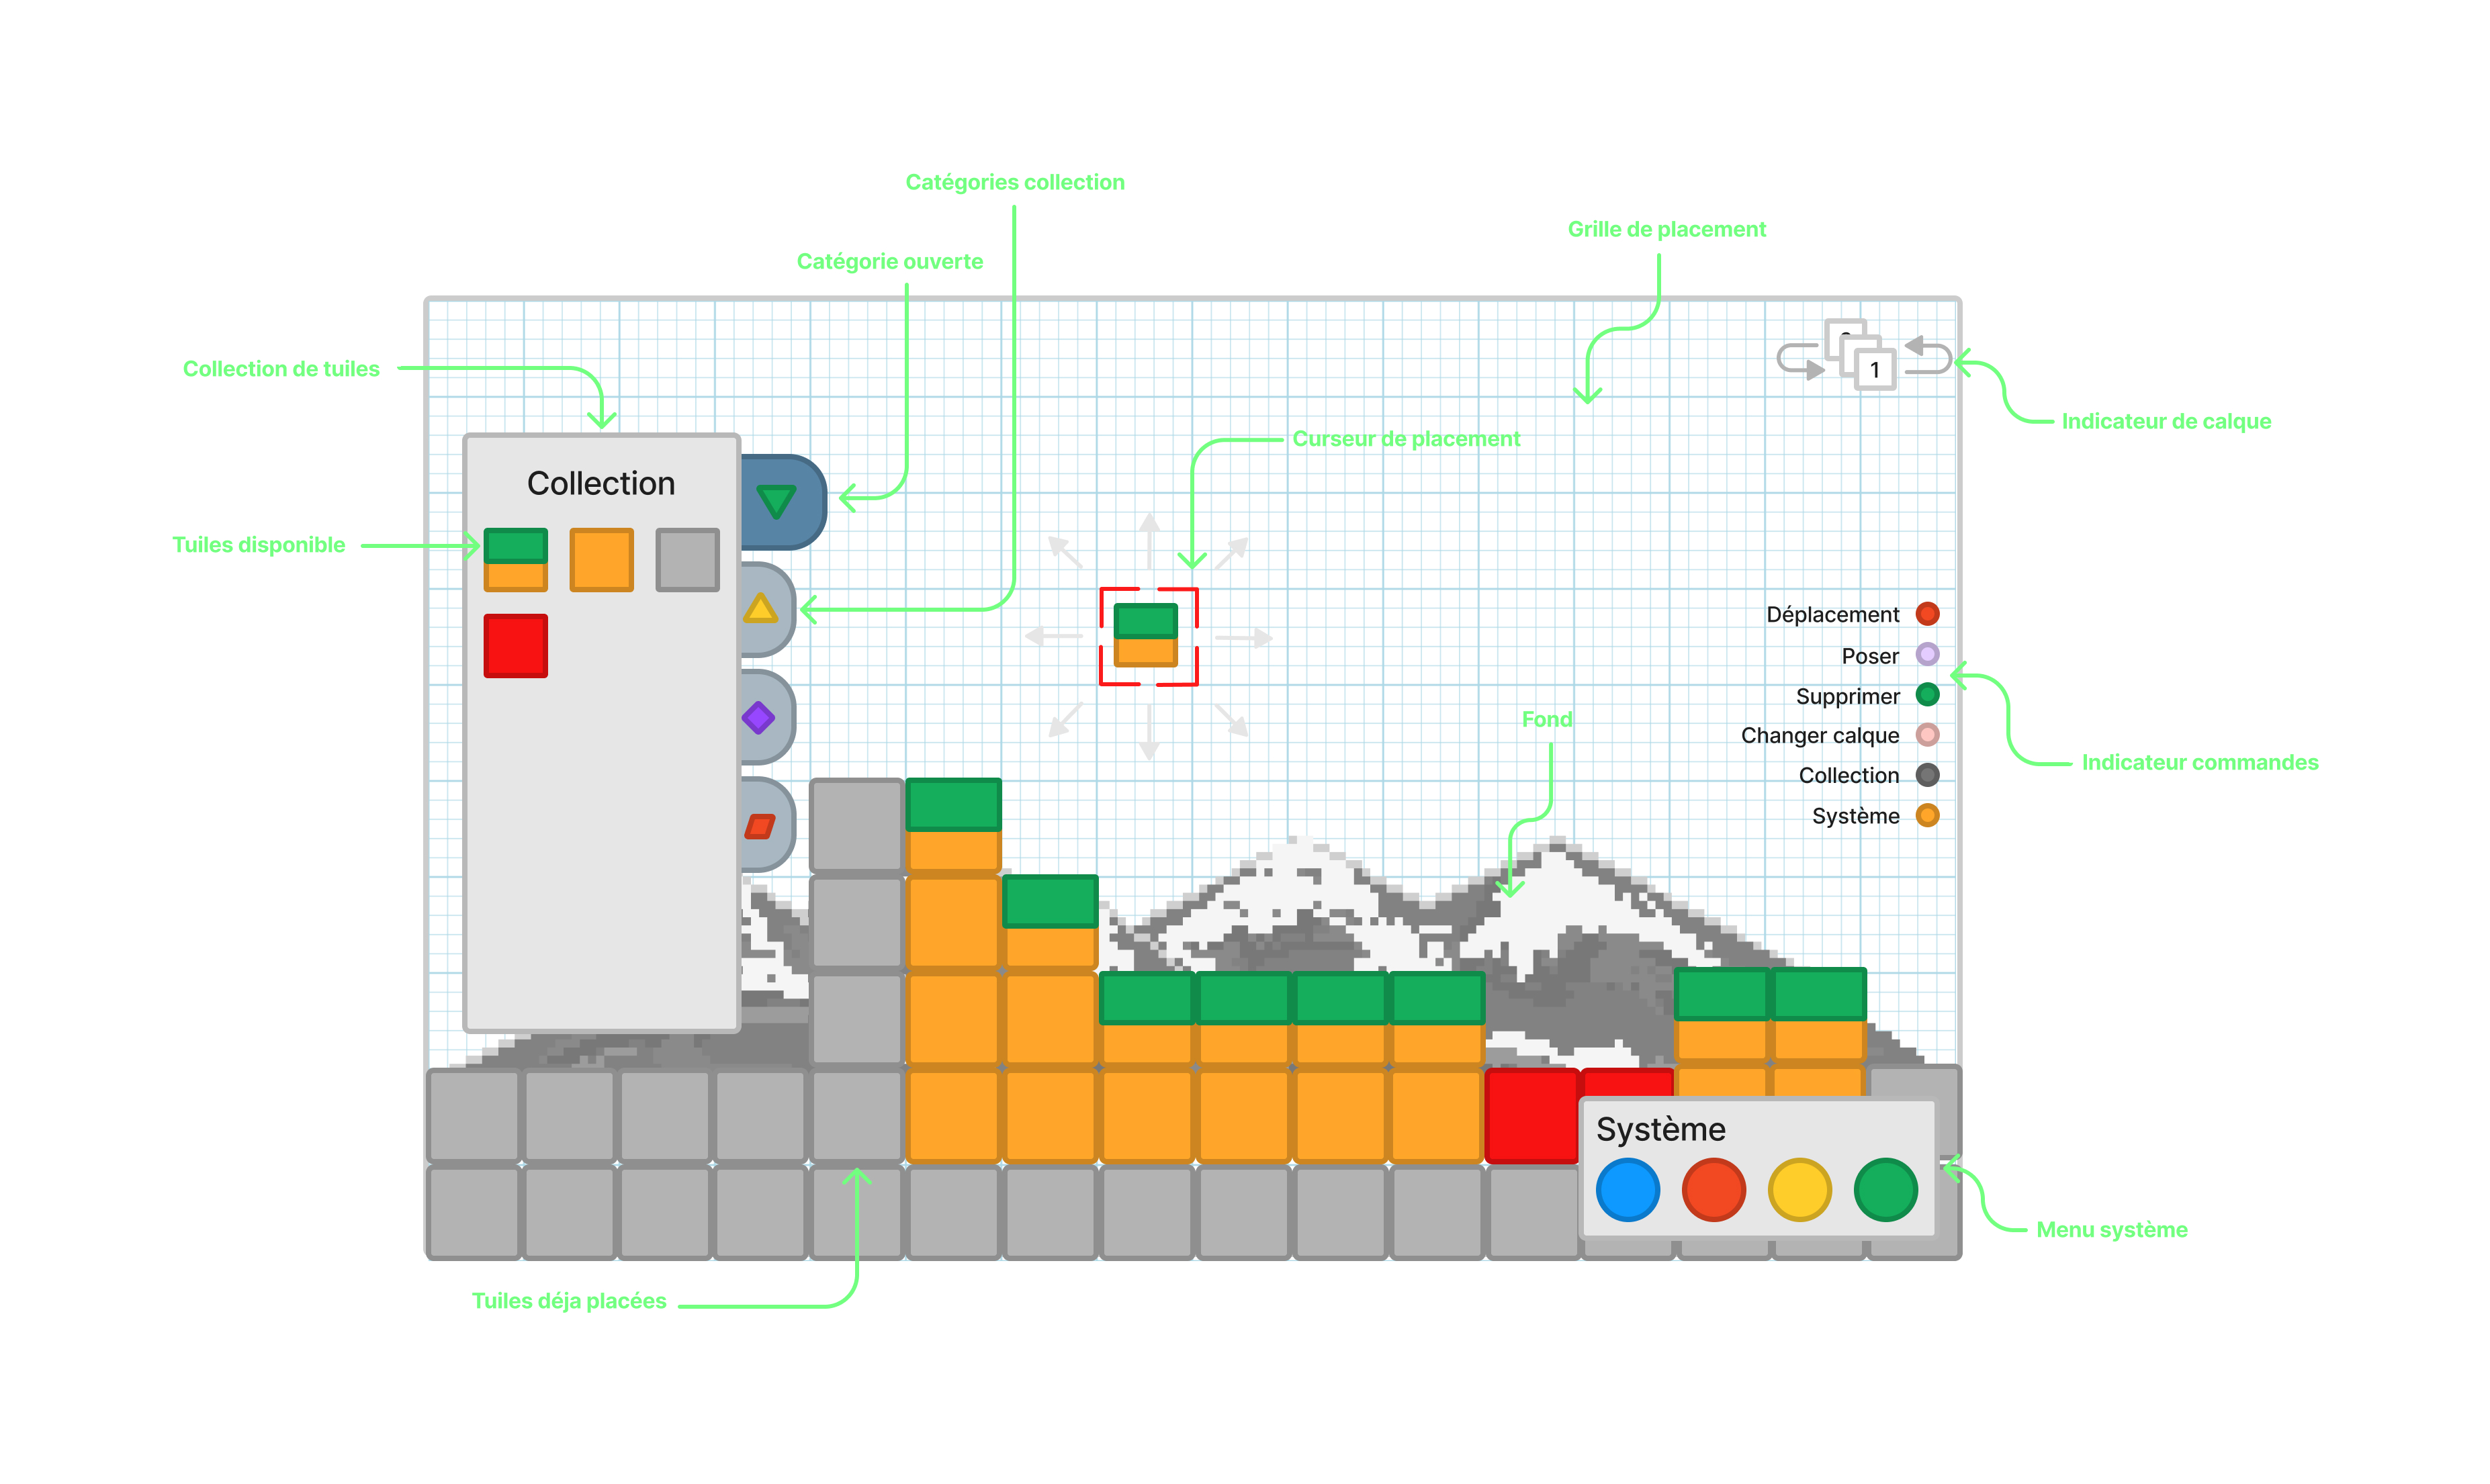 Catégories collection
Grille de placement
Catégorie ouverte
Collection de tuiles
1
Indicateur de calque
Curseur de placement
Collection
Tuiles disponible
Déplacement
Poser
Supprimer
Fond
Changer calque
Indicateur commandes
Collection
Système
Système
Menu système
Tuiles déja placées